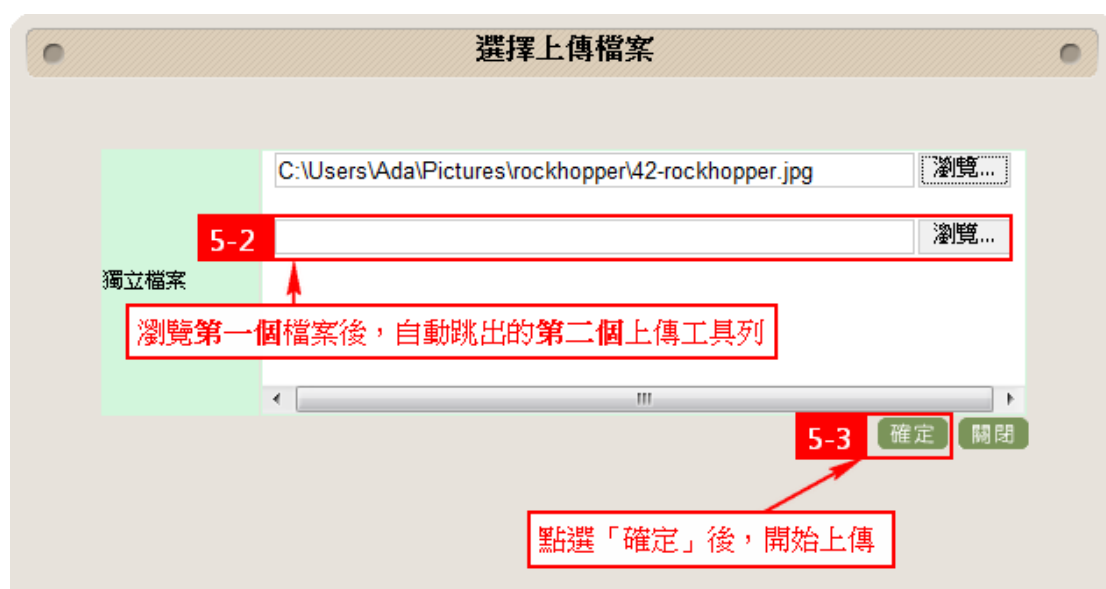 選擇上傳檔案
C:\Users\Ada\Pictures\rockhopper\42-rockhopper.jpg
瀏覽...
5-2
瀏覽...
獨立檔案
瀏覽第一個檔案後，自動跳出的第二個上傳工具列
5-3
確定
關閉
點選「確定」後，開始上傳